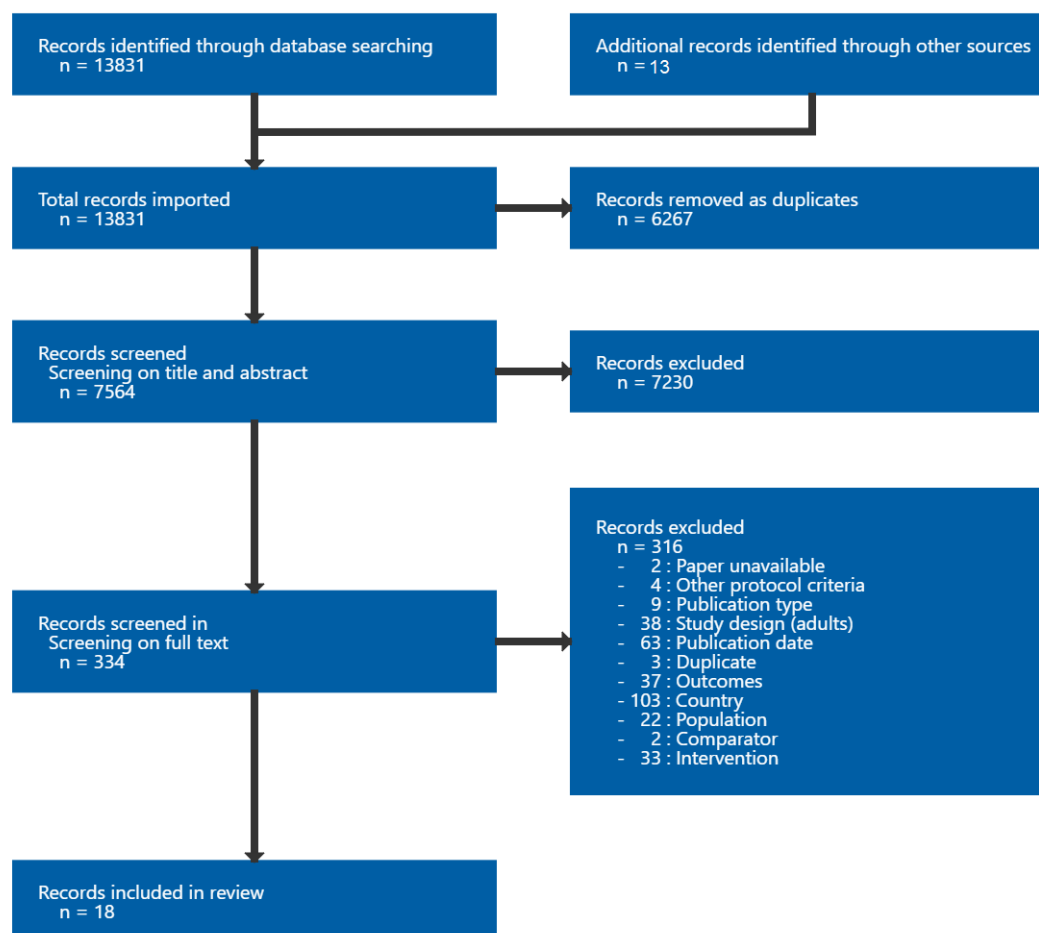 Records identified through database searching
n = 13831
Additional records identified through other sources
n = 13
Total records imported
n = 13831
Records removed as duplicates
n = 6267
Records screened
Screening on title and abstract
n = 7564
Records excluded
n = 7230
Records screened in
Screening on full text
n = 334
Records excluded
n = 316
- 2 : Paper unavailable
- 4 : Other protocol criteria
- 9 : Publication type
- 38 : Study design (adults)
- 63 : Publication date
- 3 : Duplicate
- 37 : Outcomes
- 103 : Country
- 22 : Population
- 2 : Comparator
- 33 : Intervention
Records included in review
n = 18